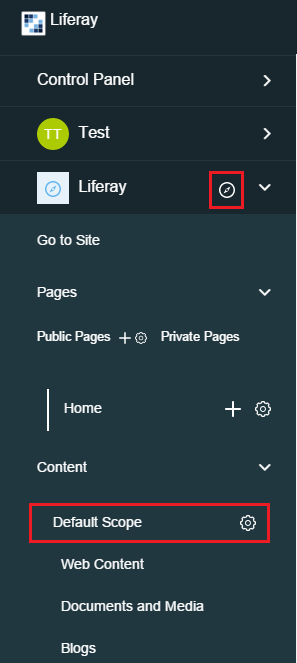 Liferay
Control Panel
TT Test
Liferay
Go to Site
Pages
Public Pages Private Pages
Home
Content
Default Scope
Web Content
Documents and Media
Blogs